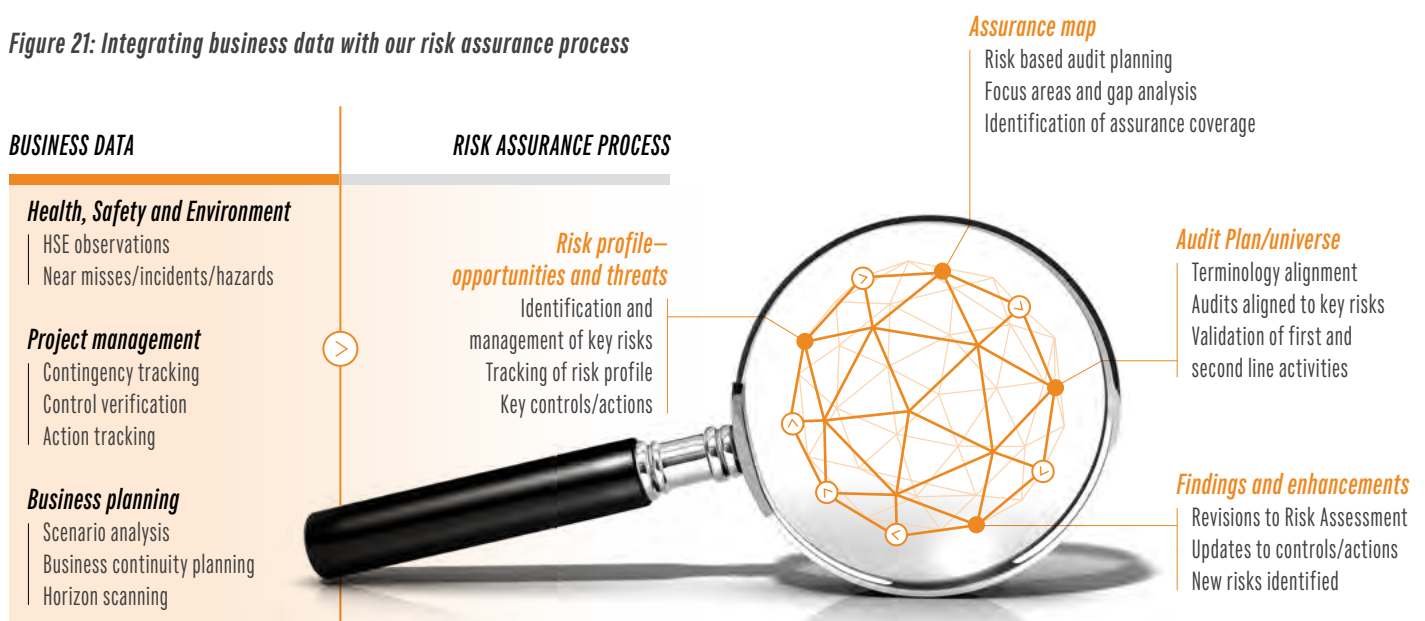 Figure 21: Integrating business data with our risk assurance process
BUSINESS DATA
Health, Safety and Environment
HSE observations
Near misses/incidents/hazards
Project management
Contingency tracking
Control verification
Action tracking
Business planning
Scenario analysis
Business continuity planning
Horizon scanning
RISK ASSURANCE PROCESS
Risk profile–
opportunities and threats
Identification and
management of key risks
Tracking of risk profile
Key controls/actions
Assurance map
Risk based audit planning
Focus areas and gap analysis
Identification of assurance coverage
Audit Plan/universe
Terminology alignment
Audits aligned to key risks
Validation of first and
second line activities
Findings and enhancements
Revisions to Risk Assessment
Updates to controls/actions
New risks identified